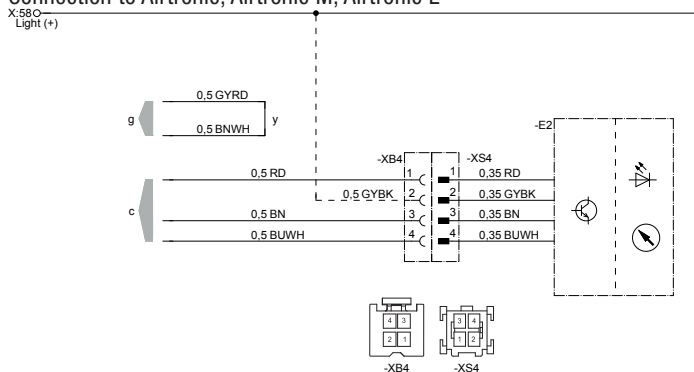 Connection to Airtronic, Airtronic M, Airtronic L
X:58
Light (+)
0,5 GYRD
g
y
0,5 BNWH
-E2
-XB4
-XS4
0,5 RD
1
1
0,35 RD
0,5 GYBK
2
2
0,35 GYBK
c
0,5 BN
3
3
0,35 BN
0,5 BUWH
4
4
0,35 BUWH
4 3
3 4
2 1
1 2
-XB4
-XS4